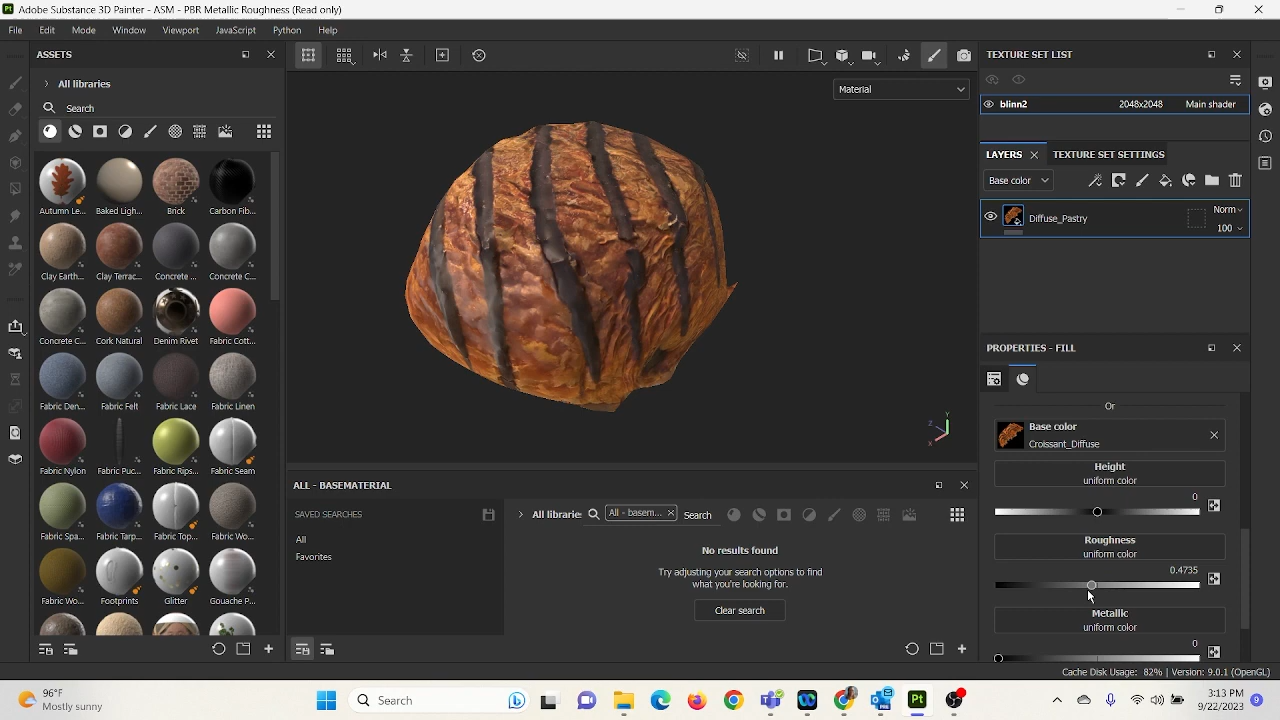 Adobe Substance 3D Painter - ASM - PBR Metallic Roughness (Read only)
File Edit Mode Window Viewport JavaScript Python Help
ASSETS
All libraries
Search
Autumn Le... Baked Ligh... Brick Carbon Fib...
Clay Earth... Clay Terrac... Concrete ... Concrete C...
Concrete C... Cork Natural Denim Rivet Fabric Cott...
Fabric Den... Fabric Felt Fabric Lace Fabric Linen
Fabric Nylon Fabric Puc... Fabric Rips... Fabric Seam
Fabric Spa... Fabric Tarp... Fabric Top... Fabric Wo...
Fabric Wo... Footprints Glitter Gouache P...
Material
Z Y X
ALL - BASEMATERIAL
SAVED SEARCHES
All
Favorites
All librarie All - basem... Search
No results found
Try adjusting your search options to find
what you're looking for.
Clear search
TEXTURE SET LIST
blinn2 2048x2048 Main shader
LAYERS TEXTURE SET SETTINGS
Base color
Diffuse_Pastry Norm
100
PROPERTIES - FILL
Or
Base color
Croissant_Diffuse
Height
uniform color
0
Roughness
uniform color
0.4735
Metallic
uniform color
0
Cache Disk Usage: 82% | Version: 9.0.1 (OpenGL)
96°F
Mostly sunny
Search
Pt
3:13 PM
9/22/2023
9